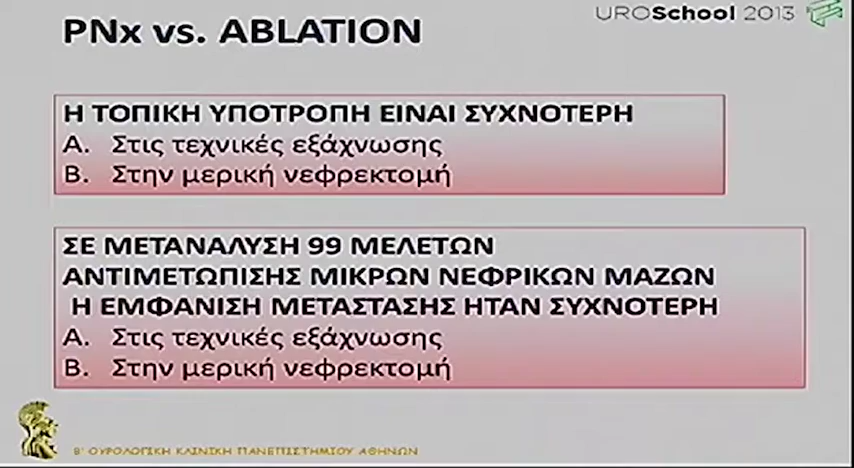 UROSchool 2013
PNx vs. ABLATION
Η ΤΟΠΙΚΗ ΥΠΟΤΡΟΠΗ ΕΙΝΑΙ ΣΥΧΝΟΤΕΡΗ
Α. Στις τεχνικές εξάχνωσης
Β. Στην μερική νεφρεκτομή
ΣΕ ΜΕΤΑΝΑΛΥΣΗ 99 ΜΕΛΕΤΩΝ
ΑΝΤΙΜΕΤΩΠΙΣΗΣ ΜΙΚΡΩΝ ΝΕΦΡΙΚΩΝ ΜΑΖΩΝ
Η ΕΜΦΑΝΙΣΗ ΜΕΤΑΣΤΑΣΗΣ ΗΤΑΝ ΣΥΧΝΟΤΕΡΗ
Α. Στις τεχνικές εξάχνωσης
Β. Στην μερική νεφρεκτομή
Β' ΟΥΡΟΛΟΓΙΚΗ ΚΛΙΝΙΚΗ ΠΑΝΕΠΙΣΤΗΜΙΟΥ ΑΘΗΝΩΝ